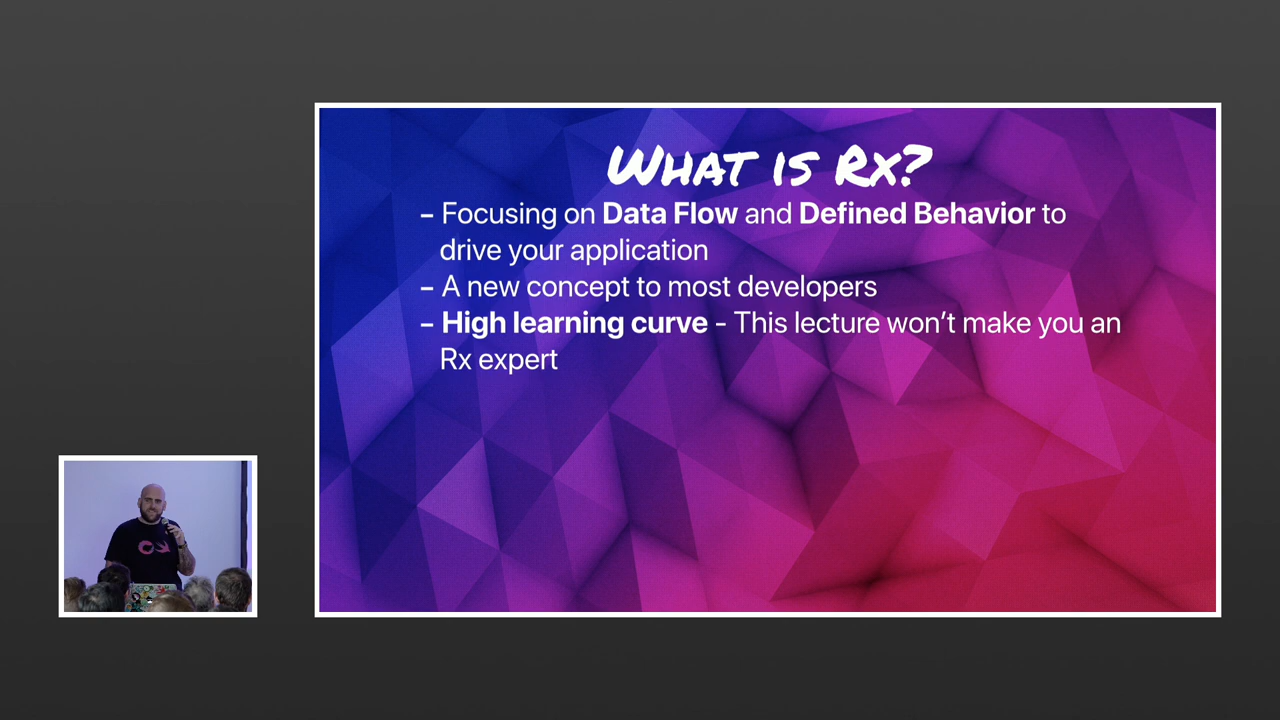 What is Rx?
– Focusing on Data Flow and Defined Behavior to
drive your application
– A new concept to most developers
– High learning curve - This lecture won’t make you an
Rx expert